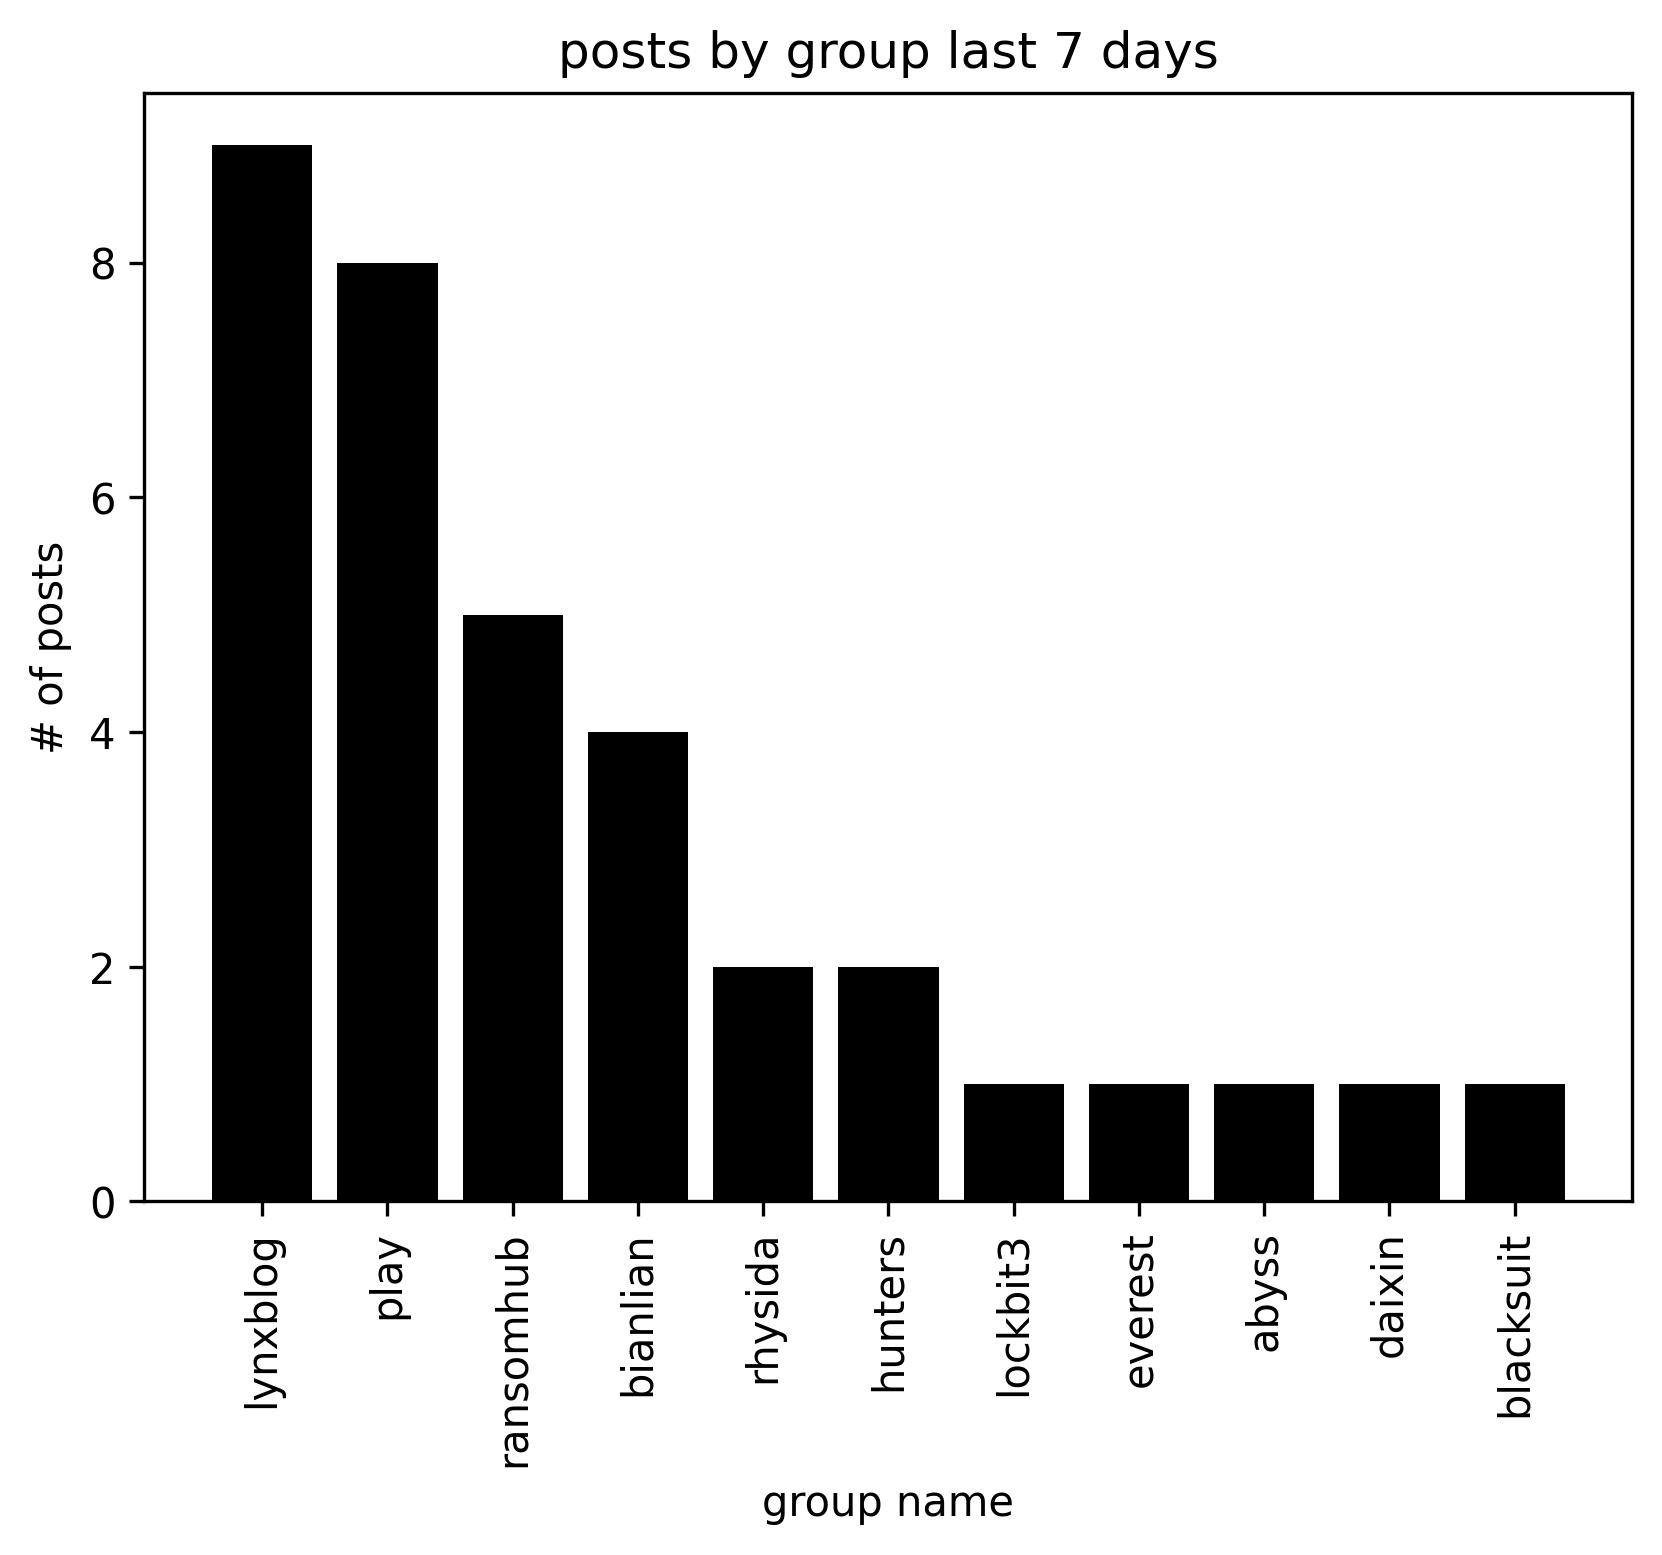 posts by group last 7 days
# of posts
8
6
4
2
0
lynxblog
play
ransomhub
bianlian
rhysida
hunters
lockbit3
everest
abyss
daixin
blacksuit
group name